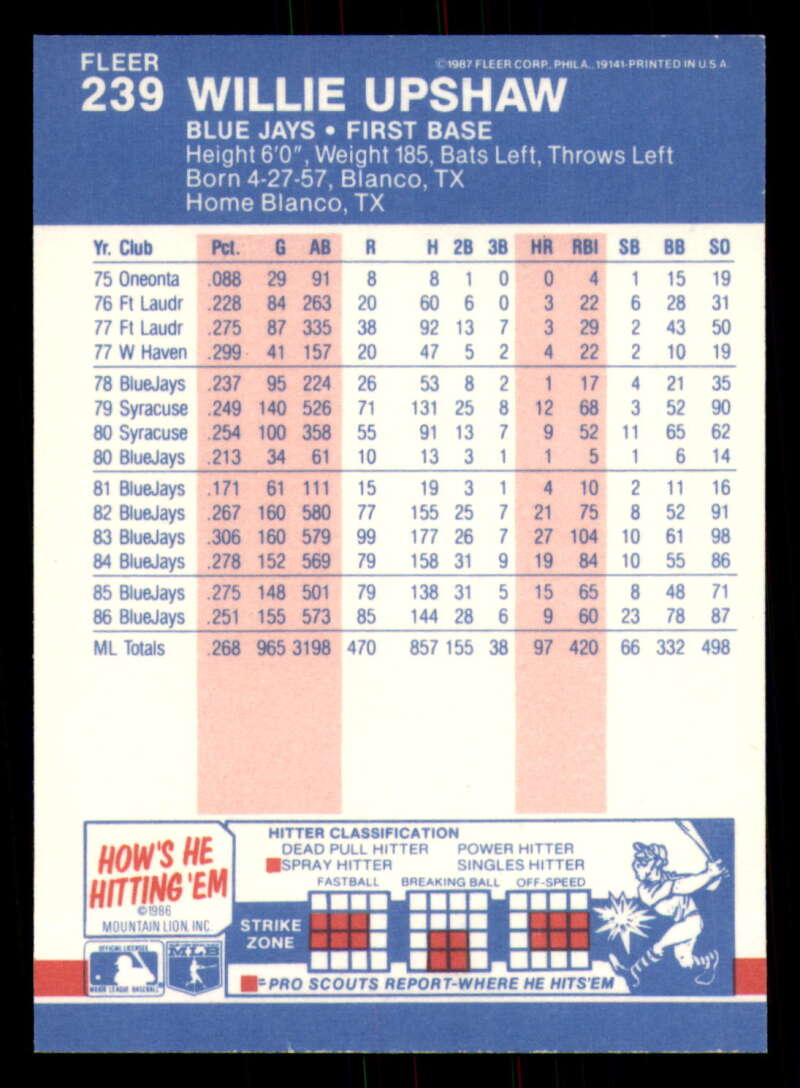 FLEER
©1987 FLEER CORP., PHILA., 19141-PRINTED IN U.S.A.
239 WILLIE UPSHAW
BLUE JAYS • FIRST BASE
Height 6'0", Weight 185, Bats Left, Throws Left
Born 4-27-57, Blanco, TX
Home Blanco, TX
Yr. Club Pct. G AB R H 2B 3B HR RBI SB BB SO
75 Oneonta .088 29 91 8 8 1 0 0 4 1 15 19
76 Ft Laudr .228 84 263 20 60 6 0 3 22 6 28 31
77 Ft Laudr .275 87 335 38 92 13 7 3 29 2 43 50
77 W Haven .299 41 157 20 47 5 2 4 22 2 10 19
78 BlueJays .237 95 224 26 53 8 2 1 17 4 21 35
79 Syracuse .249 140 526 71 131 25 8 12 68 3 52 90
80 Syracuse .254 100 358 55 91 13 7 9 52 11 65 62
80 BlueJays .213 34 61 10 13 3 1 1 5 1 6 14
81 BlueJays .171 61 111 15 19 3 1 4 10 2 11 16
82 BlueJays .267 160 580 77 155 25 7 21 75 8 52 91
83 BlueJays .306 160 579 99 177 26 7 27 104 10 61 98
84 BlueJays .278 152 569 79 158 31 9 19 84 10 55 86
85 BlueJays .275 148 501 79 138 31 5 15 65 8 48 71
86 BlueJays .251 155 573 85 144 28 6 9 60 23 78 87
ML Totals .268 965 3198 470 857 155 38 97 420 66 332 498
HOW'S HE
HITTING 'EM
©1986
MOUNTAIN LION, INC.
HITTER CLASSIFICATION
DEAD PULL HITTER POWER HITTER
SPRAY HITTER SINGLES HITTER
FASTBALL BREAKING BALL OFF-SPEED
STRIKE
ZONE
=PRO SCOUTS REPORT-WHERE HE HITS'EM
OFFICIAL LICENSEE
MAJOR LEAGUE BASEBALL
MLB